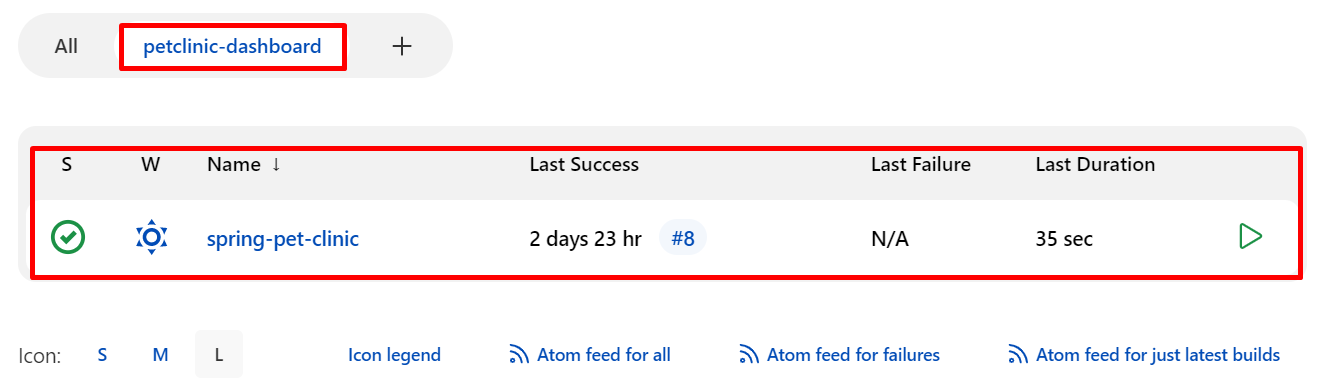 All petclinic-dashboard +
S W Name ↓ Last Success Last Failure Last Duration
spring-pet-clinic 2 days 23 hr #8 N/A 35 sec
Icon: S M L Icon legend Atom feed for all Atom feed for failures Atom feed for just latest builds